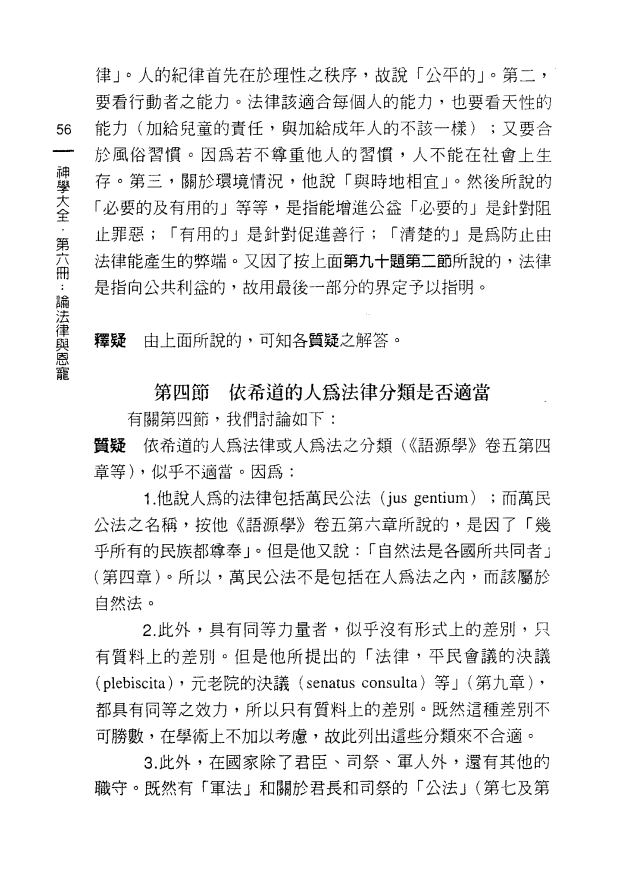 56
神學大全．第六冊：論法律與恩寵
律」。人的紀律首先在於理性之秩序，故說「公平的」。第二，
要看行動者之能力。法律該適合每個人的能力，也要看天性的
能力（加給兒童的責任，與加給成年人的不該一樣）；又要合
於風俗習慣。因爲若不尊重他人的習慣，人不能在社會上生
存。第三，關於環境情況，他說「與時地相宜」。然後所說的
「必要的及有用的」等等，是指能增進公益「必要的」是針對阻
止罪惡；「有用的」是針對促進善行；「清楚的」是爲防止由
法律能產生的弊端。又因了按上面第九十題第二節所說的，法律
是指向公共利益的，故用最後一部分的界定予以指明。
釋疑　由上面所說的，可知各質疑之解答。
第四節　依希道的人爲法律分類是否適當
有關第四節，我們討論如下：
質疑　依希道的人爲法律或人爲法之分類（《語源學》卷五第四
章等），似乎不適當。因爲：
1.他說人爲的法律包括萬民公法（jus gentium）；而萬民
公法之名稱，按他《語源學》卷五第六章所說的，是因了「幾
乎所有的民族都尊奉」。但是他又說：「自然法是各國所共同者」
（第四章）。所以，萬民公法不是包括在人爲法之內，而該屬於
自然法。
2.此外，具有同等力量者，似乎沒有形式上的差別，只
有質料上的差別。但是他所提出的「法律，平民會議的決議
（plebiscita），元老院的決議（senatus consulta）等」（第九章），
都具有同等之效力，所以只有質料上的差別。既然這種差別不
可勝數，在學術上不加以考慮，故此列出這些分類來不合適。
3.此外，在國家除了君臣、司祭、軍人外，還有其他的
職守。既然有「軍法」和關於君長和司祭的「公法」（第七及第